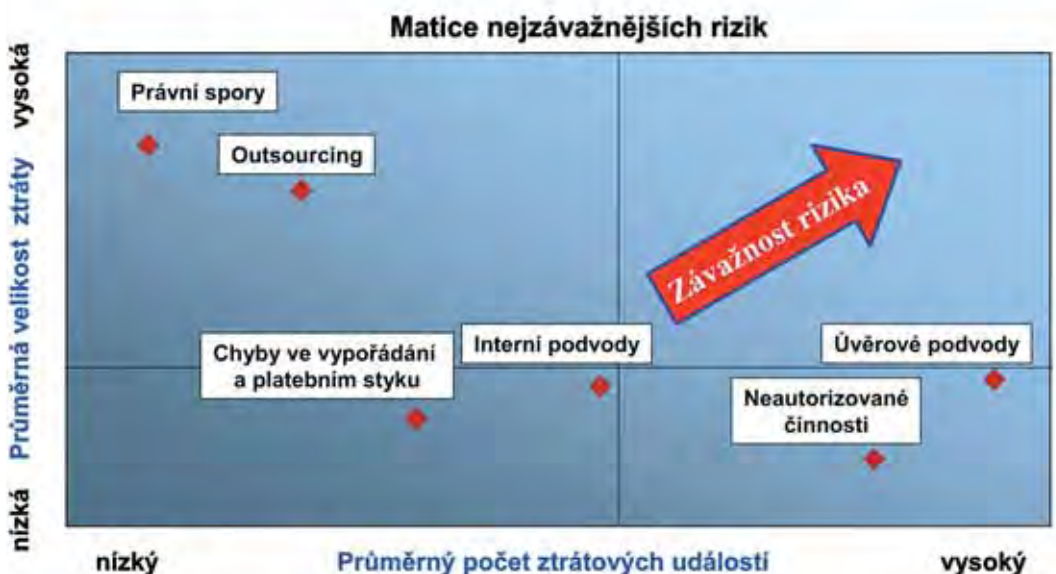 Matice nejzávažnějších rizik
vysoká
Průměrná velikost ztráty
nízká
Právní spory
Outsourcing
Závažnost rizika
Chyby ve vypořádání
a platebním styku
Interní podvody
Úvěrové podvody
Neautorizované
činnosti
nízký
Průměrný počet ztrátových událostí
vysoký